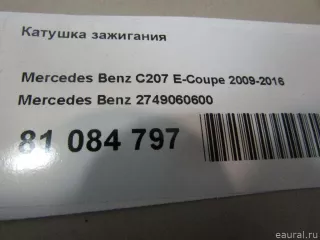 Катушка зажигания
Mercedes Benz C207 E-Coupe 2009-2016
Mercedes Benz 2749060600
81 084 797
eaural.ru